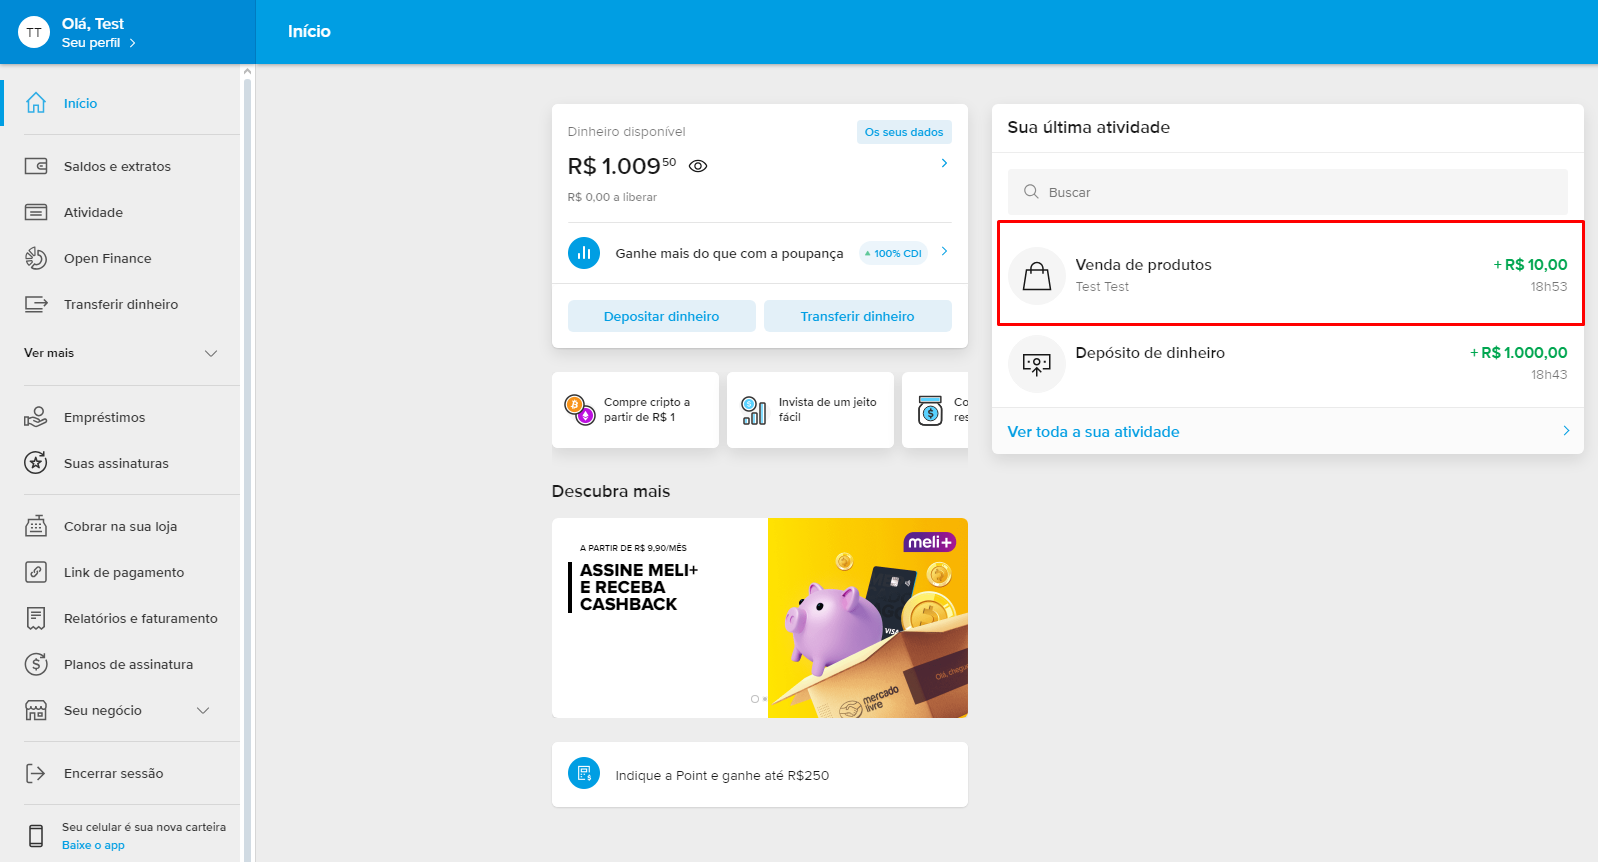 TT
Olá, Test
Seu perfil
Início
Início
Saldos e extratos
Atividade
Open Finance
Transferir dinheiro
Ver mais
Empréstimos
Suas assinaturas
Cobrar na sua loja
Link de pagamento
Relatórios e faturamento
Planos de assinatura
Seu negócio
Encerrar sessão
Seu celular é sua nova carteira
Baixe o app
Dinheiro disponível
Os seus dados
R$ 1.009 50
R$ 0,00 a liberar
Ganhe mais do que com a poupança
100% CDI
Depositar dinheiro
Transferir dinheiro
Compre cripto a
partir de R$ 1
Invista de um jeito
fácil
Co
res
Descubra mais
A PARTIR DE R$ 9,90/MÊS
ASSINE MELI+
E RECEBA
CASHBACK
meli+
VISA
mercado
livre
Olá, chegue
Indique a Point e ganhe até R$250
Sua última atividade
Buscar
Venda de produtos
+ R$ 10,00
Test Test
18h53
Depósito de dinheiro
+ R$ 1.000,00
18h43
Ver toda a sua atividade